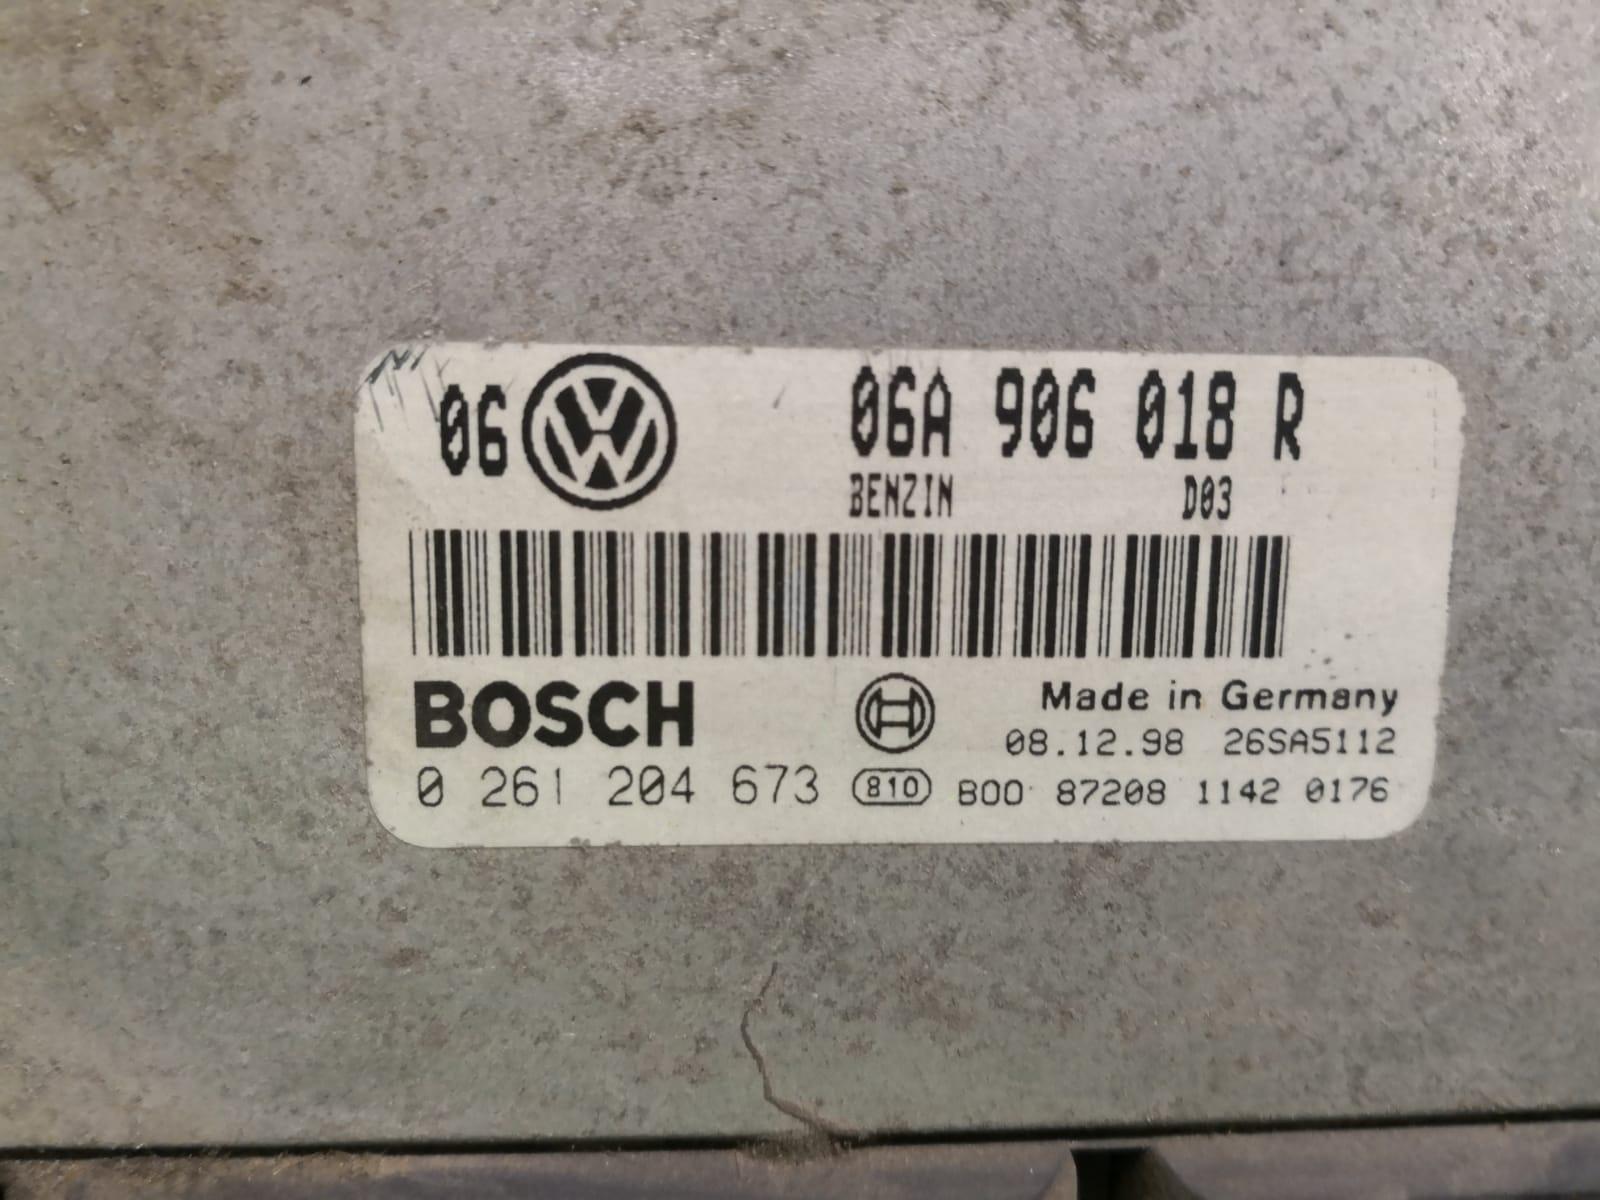 06 06A 906 018 R
BENZIN D03
BOSCH
Made in Germany
08.12.98 26SA5112
0 261 204 673 810 B00 87208 1142 0176